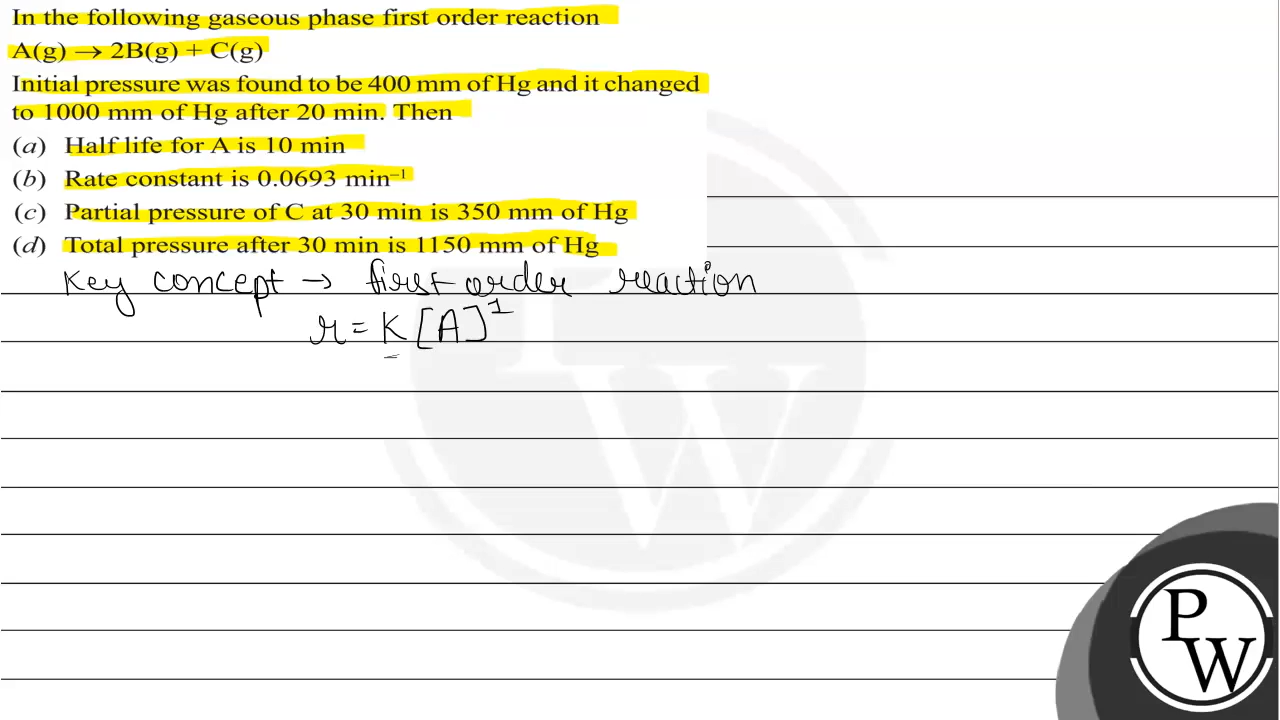 In the following gaseous phase first order reaction
A(g) → 2B(g) + C(g)
Initial pressure was found to be 400 mm of Hg and it changed
to 1000 mm of Hg after 20 min. Then
(a) Half life for A is 10 min
(b) Rate constant is 0.0693 min⁻¹
(c) Partial pressure of C at 30 min is 350 mm of Hg
(d) Total pressure after 30 min is 1150 mm of Hg
Key concept → first order reaction
r = K [A]¹
PW